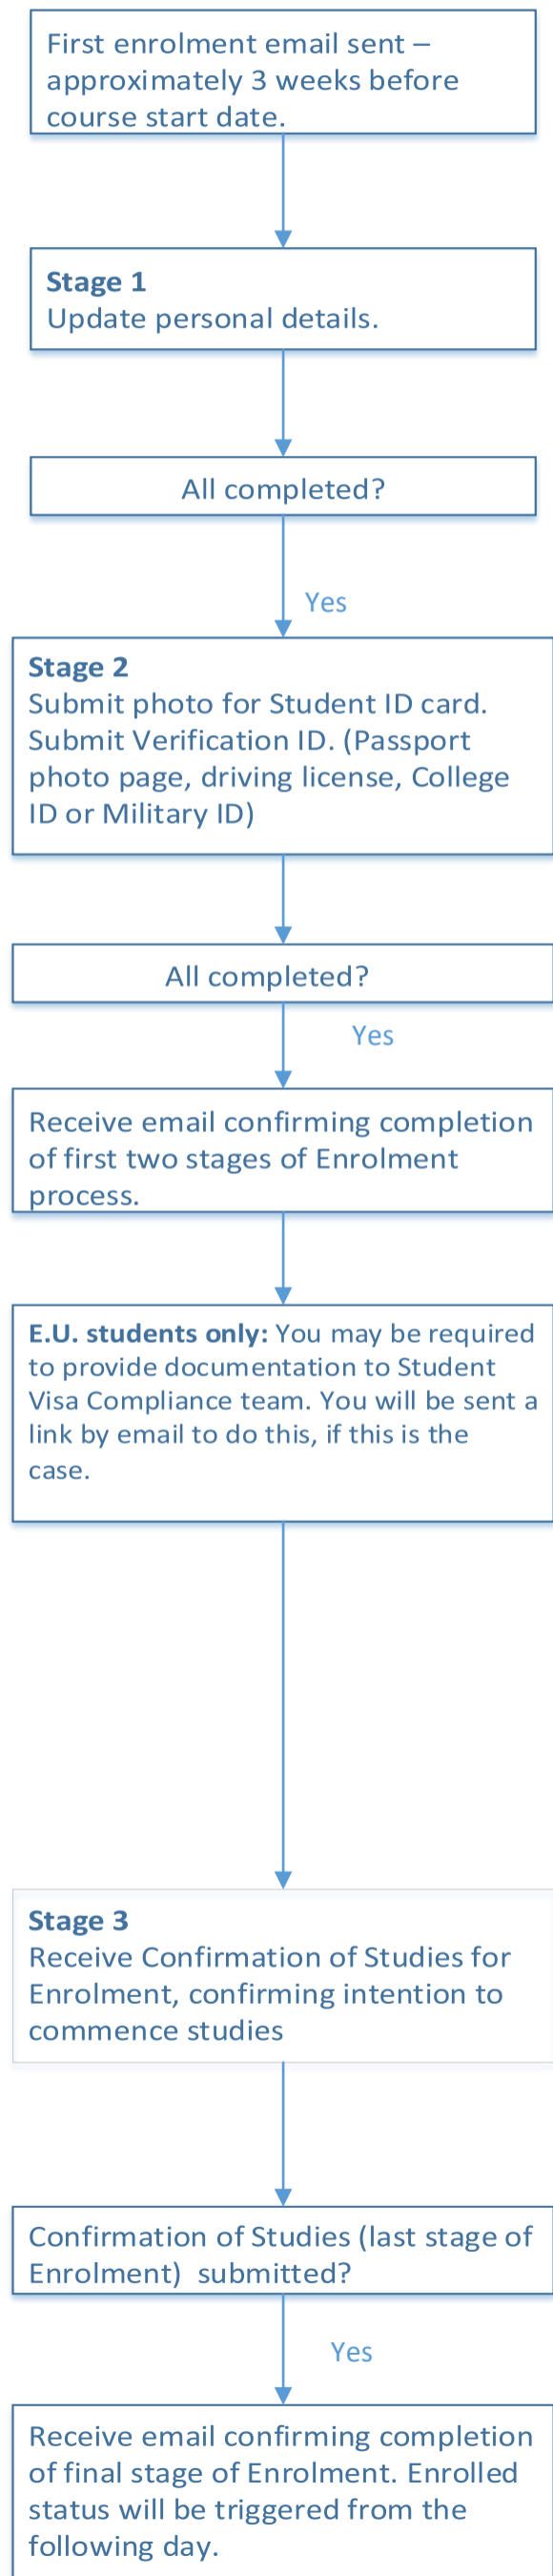 First enrolment email sent –
approximately 3 weeks before
course start date.
Stage 1
Update personal details.
All completed?
Yes
Stage 2
Submit photo for Student ID card.
Submit Verification ID. (Passport
photo page, driving license, College
ID or Military ID)
All completed?
Yes
Receive email confirming completion
of first two stages of Enrolment
process.
E.U. students only: You may be required
to provide documentation to Student
Visa Compliance team. You will be sent a
link by email to do this, if this is the
case.
Stage 3
Receive Confirmation of Studies for
Enrolment, confirming intention to
commence studies
Confirmation of Studies (last stage of
Enrolment)  submitted?
Yes
Receive email confirming completion
of final stage of Enrolment. Enrolled
status will be triggered from the
following day.